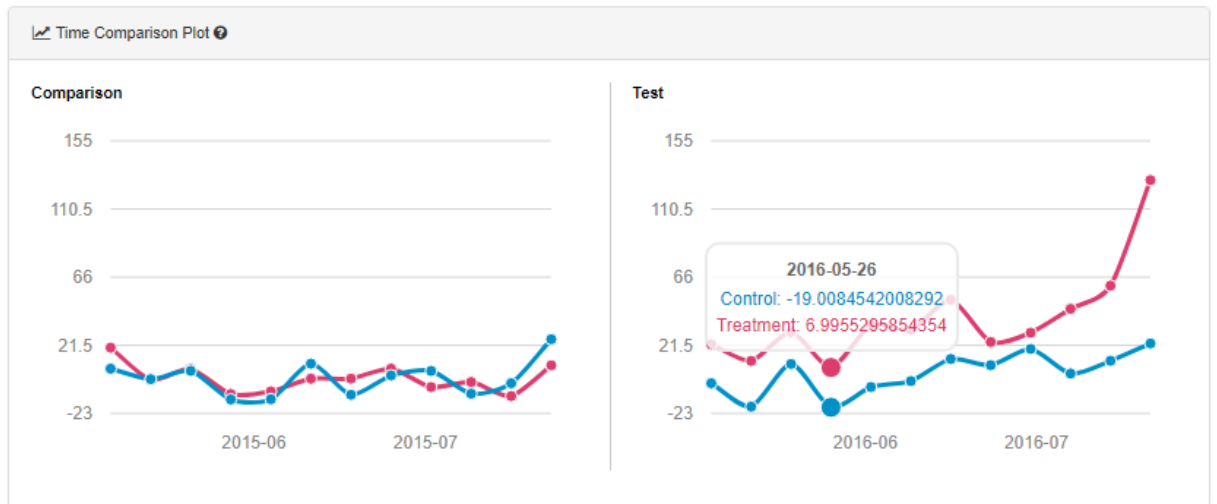 Time Comparison Plot
Comparison
155
110.5
66
21.5
-23
2015-06 2015-07
Test
155
110.5
66
21.5
-23
2016-06 2016-07
2016-05-26
Control: -19.0084542008292
Treatment: 6.9955295854354